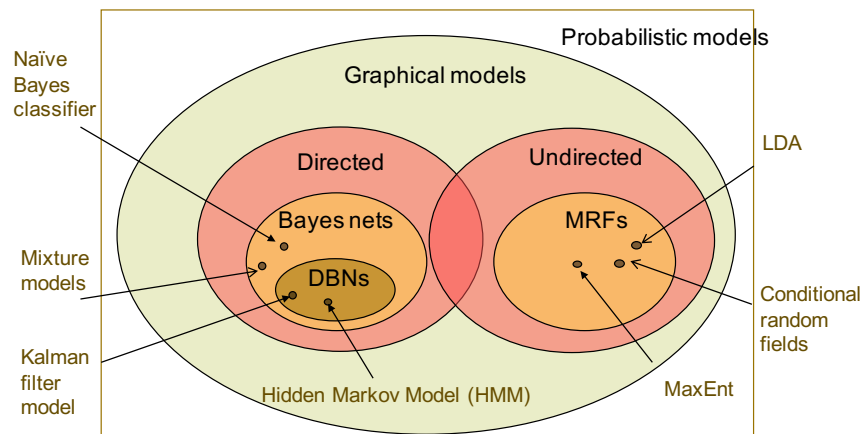 Probabilistic models
Graphical models
Naïve
Bayes
classifier
Directed
Undirected
LDA
Bayes nets
MRFs
Mixture
models
DBNs
Conditional
random
fields
Kalman
filter
model
Hidden Markov Model (HMM)
MaxEnt